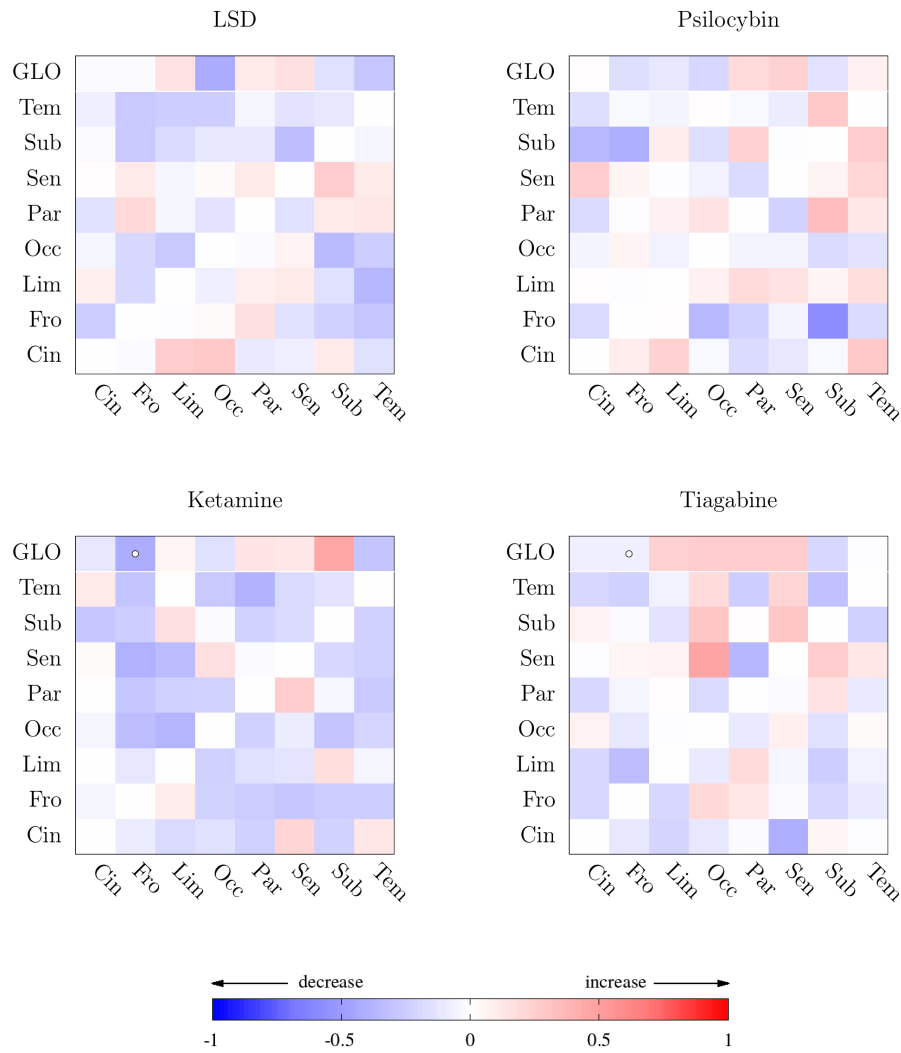 LSD
Psilocybin
GLO
Tem
Sub
Sen
Par
Occ
Lim
Fro
Cin
Cin Fro Lim Occ Par Sen Sub Tem
GLO
Tem
Sub
Sen
Par
Occ
Lim
Fro
Cin
Cin Fro Lim Occ Par Sen Sub Tem
Ketamine
Tiagabine
GLO
Tem
Sub
Sen
Par
Occ
Lim
Fro
Cin
Cin Fro Lim Occ Par Sen Sub Tem
GLO
Tem
Sub
Sen
Par
Occ
Lim
Fro
Cin
Cin Fro Lim Occ Par Sen Sub Tem
decrease increase
-1 -0.5 0 0.5 1